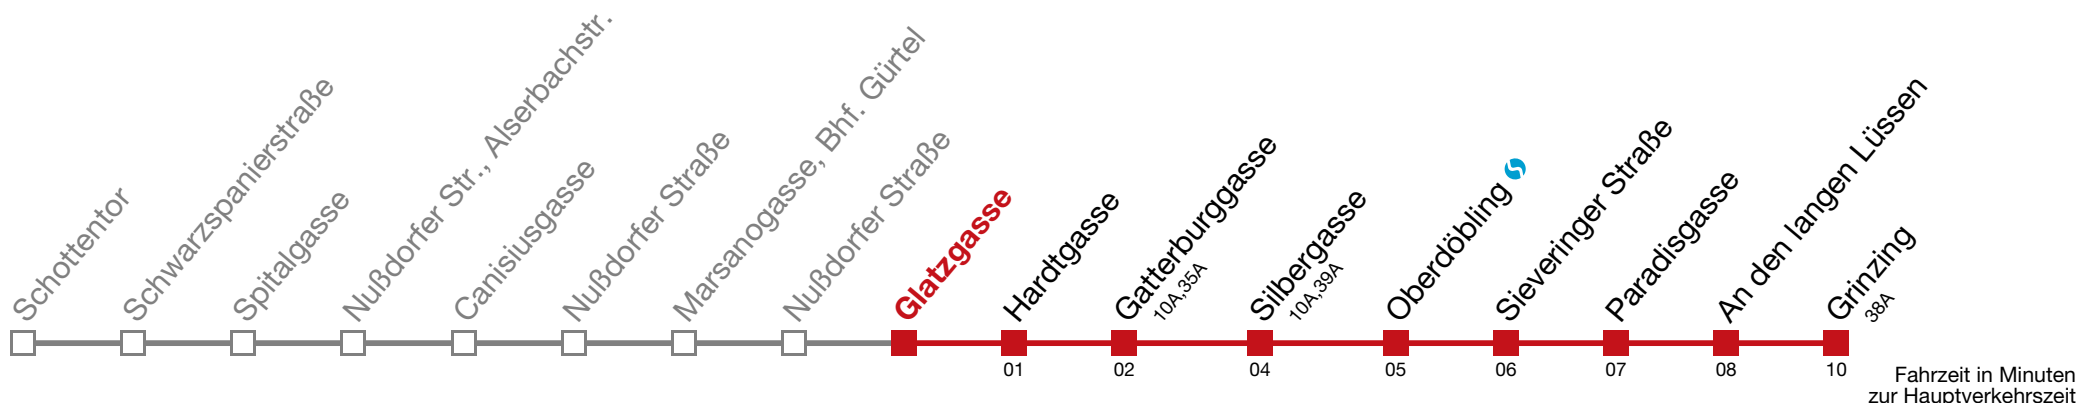 Schottentor
Schwarzspanierstraße
Spitalgasse
Nußdorfer Str., Alserbachstr.
Canisiusgasse
Nußdorfer Straße
Marsanogasse, Bhf. Gürtel
Nußdorfer Straße
Glatzgasse
Hardtgasse
Gatterburggasse
10A,35A
Silbergasse
10A,39A
Oberdöbling
Sieveringer Straße
Paradisgasse
An den langen Lüssen
Grinzing
38A
01
02
04
05
06
07
08
10
Fahrzeit in Minuten
zur Hauptverkehrszeit